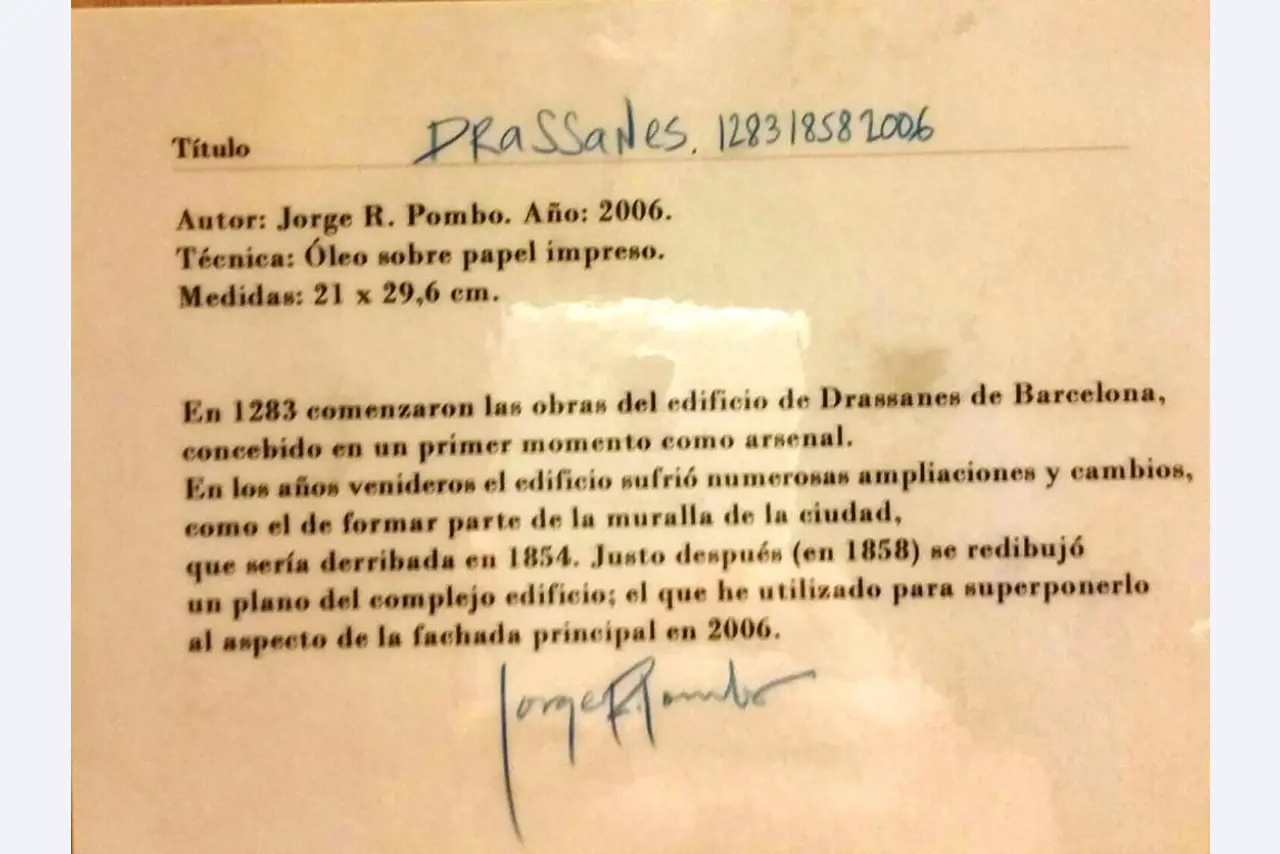 Título DRASSANES. 128318582006
Autor: Jorge R. Pombo. Año: 2006.
Técnica: Óleo sobre papel impreso.
Medidas: 21 x 29,6 cm.
En 1283 comenzaron las obras del edificio de Drassanes de Barcelona,
concebido en un primer momento como arsenal.
En los años venideros el edificio sufrió numerosas ampliaciones y cambios,
como el de formar parte de la muralla de la ciudad,
que sería derribada en 1854. Justo después (en 1858) se redibujó
un plano del complejo edificio; el que he utilizado para superponerlo
al aspecto de la fachada principal en 2006.
Jorge R. Pombo